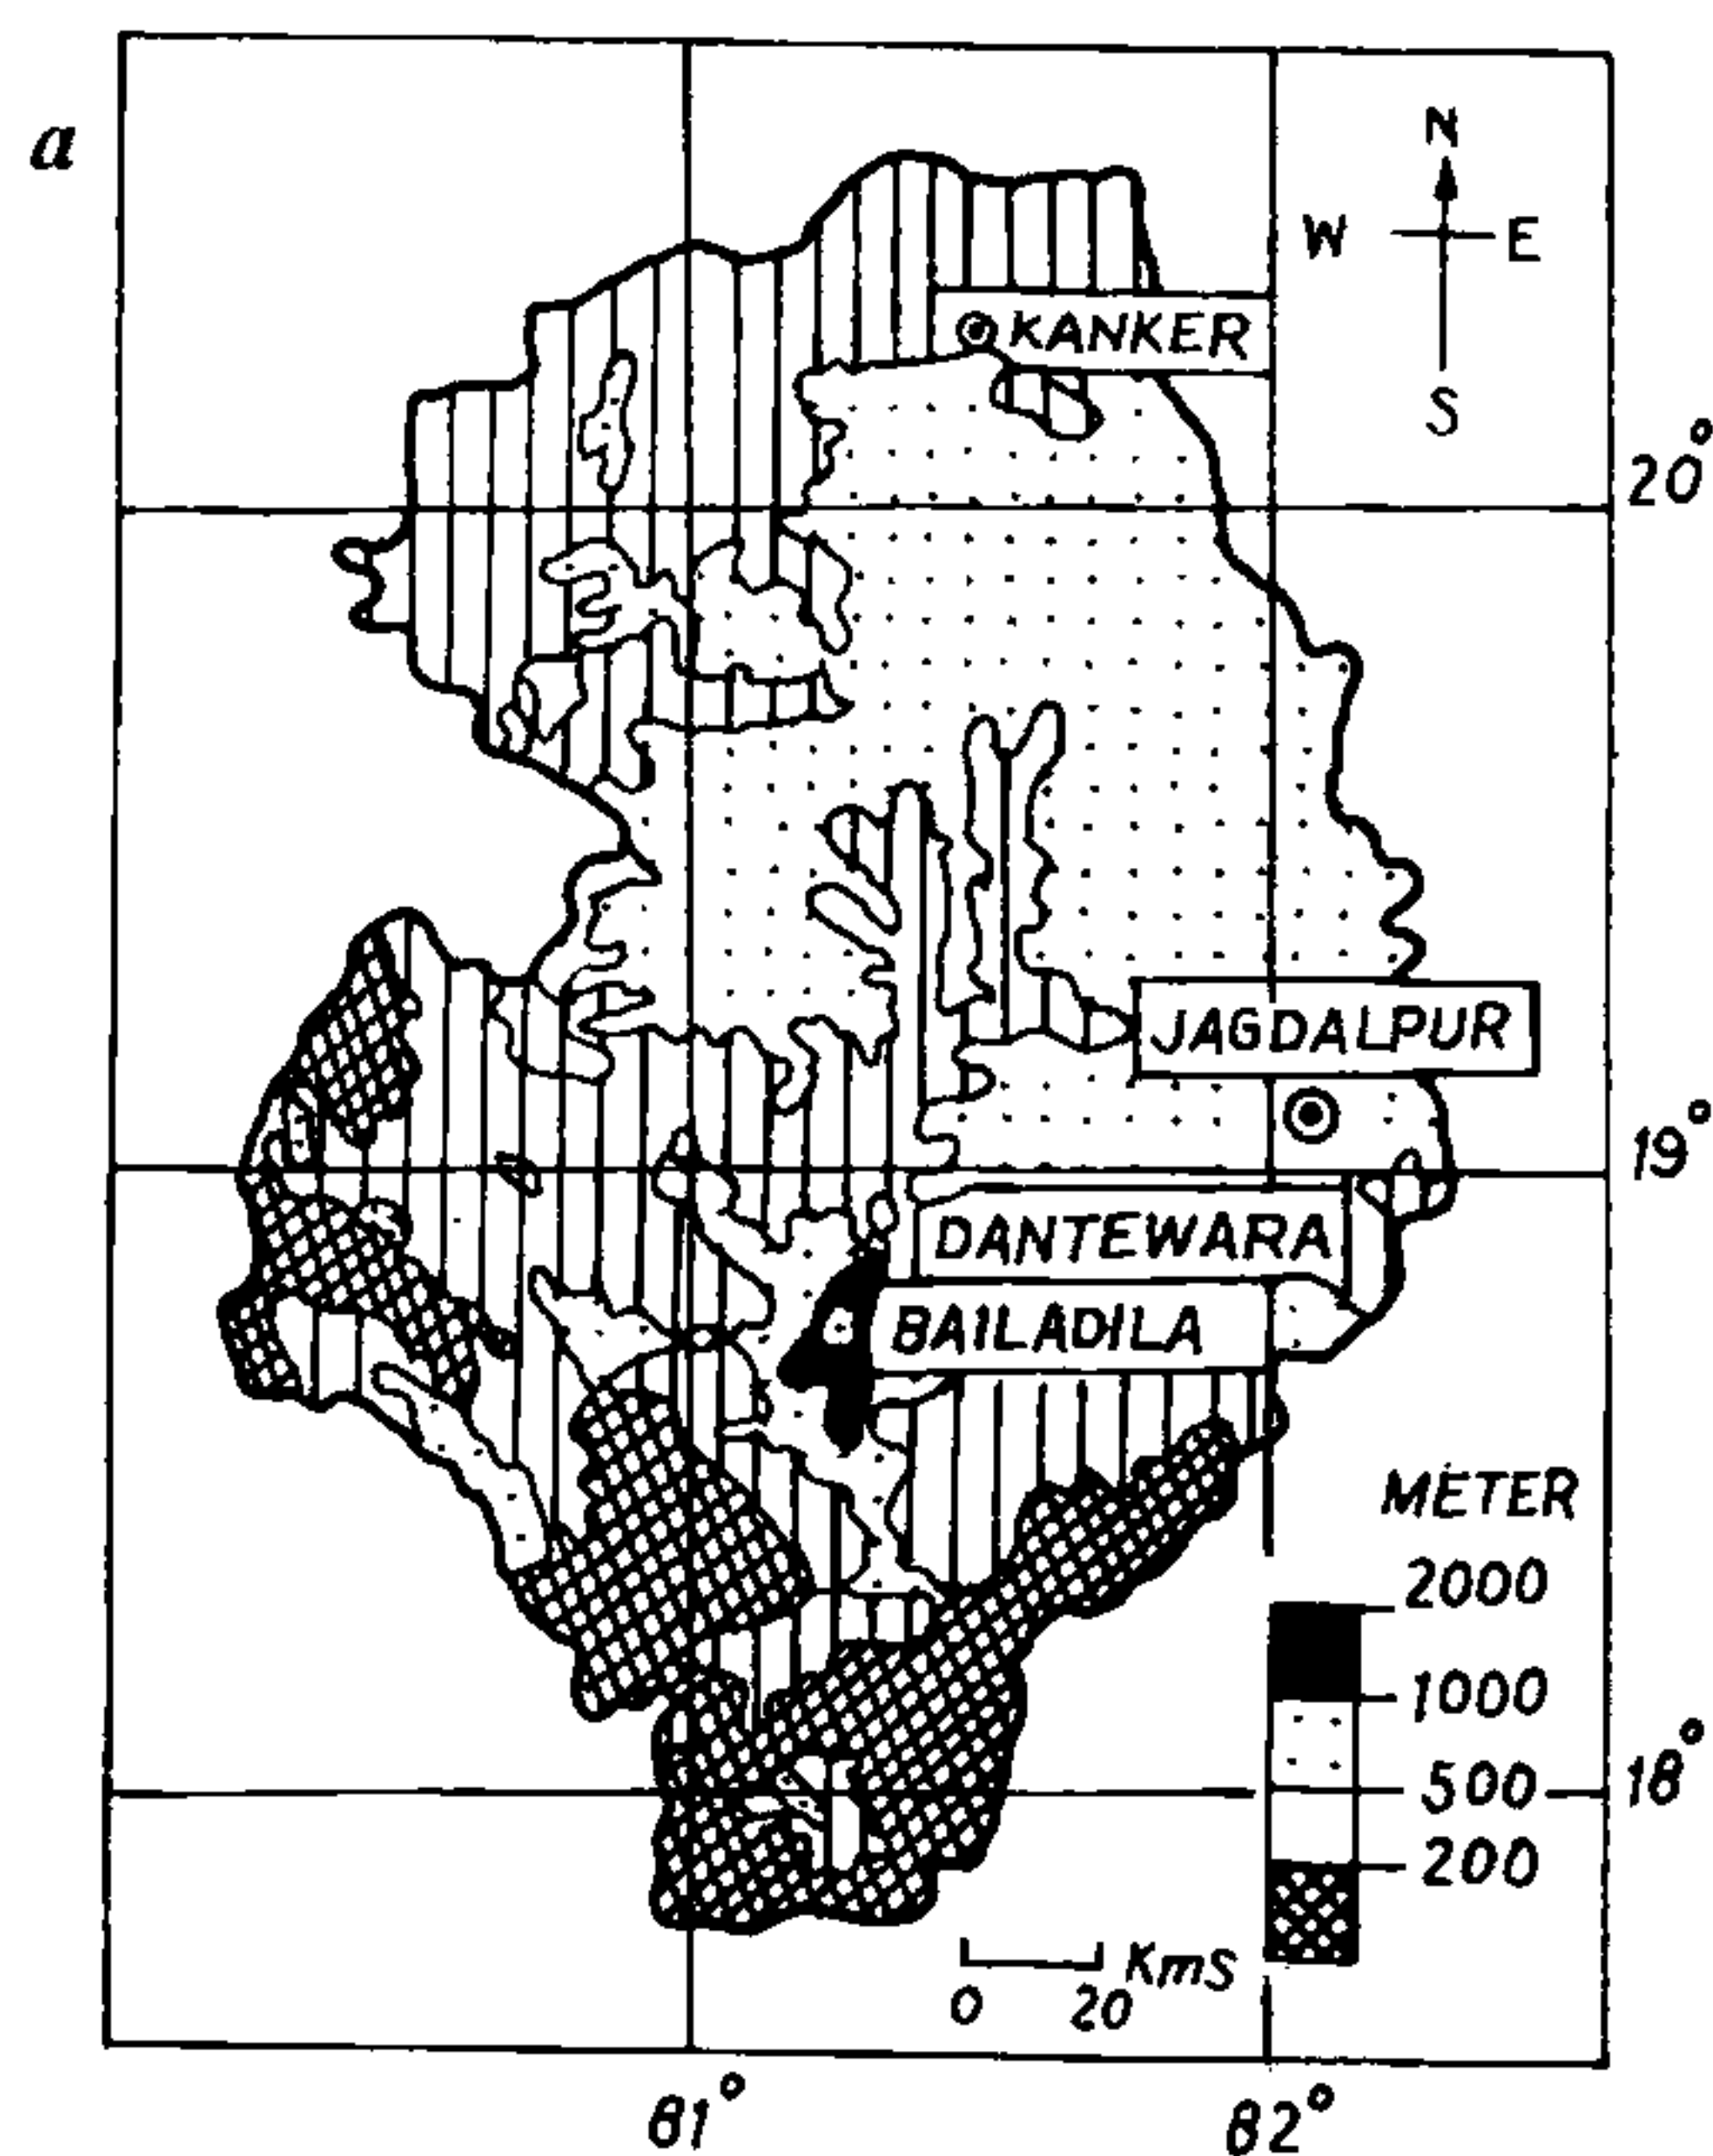 a
N
W E
S
KANKER
20°
JAGDALPUR
19°
DANTEWARA
BAILADILA
METER
2000
1000
500
18°
200
KmS
0 20
81°
82°